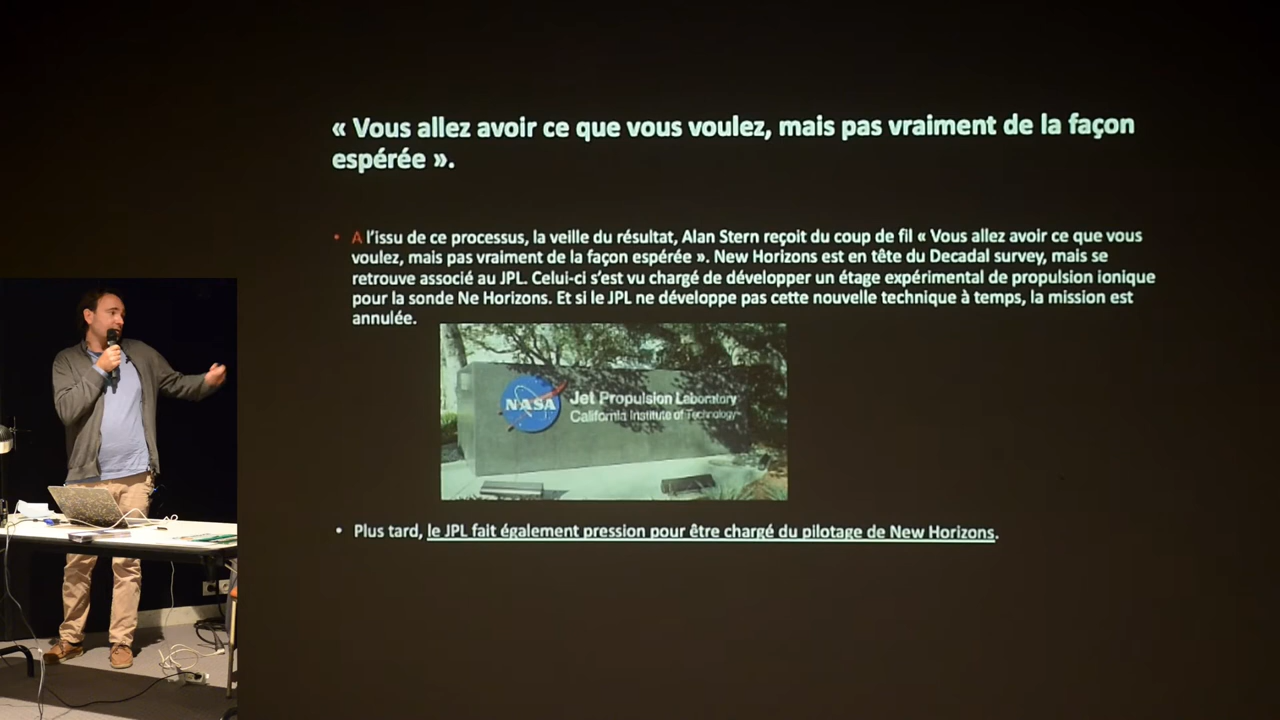 « Vous allez avoir ce que vous voulez, mais pas vraiment de la façon
espérée ».
• A l’issu de ce processus, la veille du résultat, Alan Stern reçoit du coup de fil « Vous allez avoir ce que vous
voulez, mais pas vraiment de la façon espérée ». New Horizons est en tête du Decadal survey, mais se
retrouve associé au JPL. Celui-ci s’est vu chargé de développer un étage expérimental de propulsion ionique
pour la sonde Ne Horizons. Et si le JPL ne développe pas cette nouvelle technique à temps, la mission est
annulée.
NASA
Jet Propulsion Laboratory
California Institute of Technology
• Plus tard, le JPL fait également pression pour être chargé du pilotage de New Horizons.